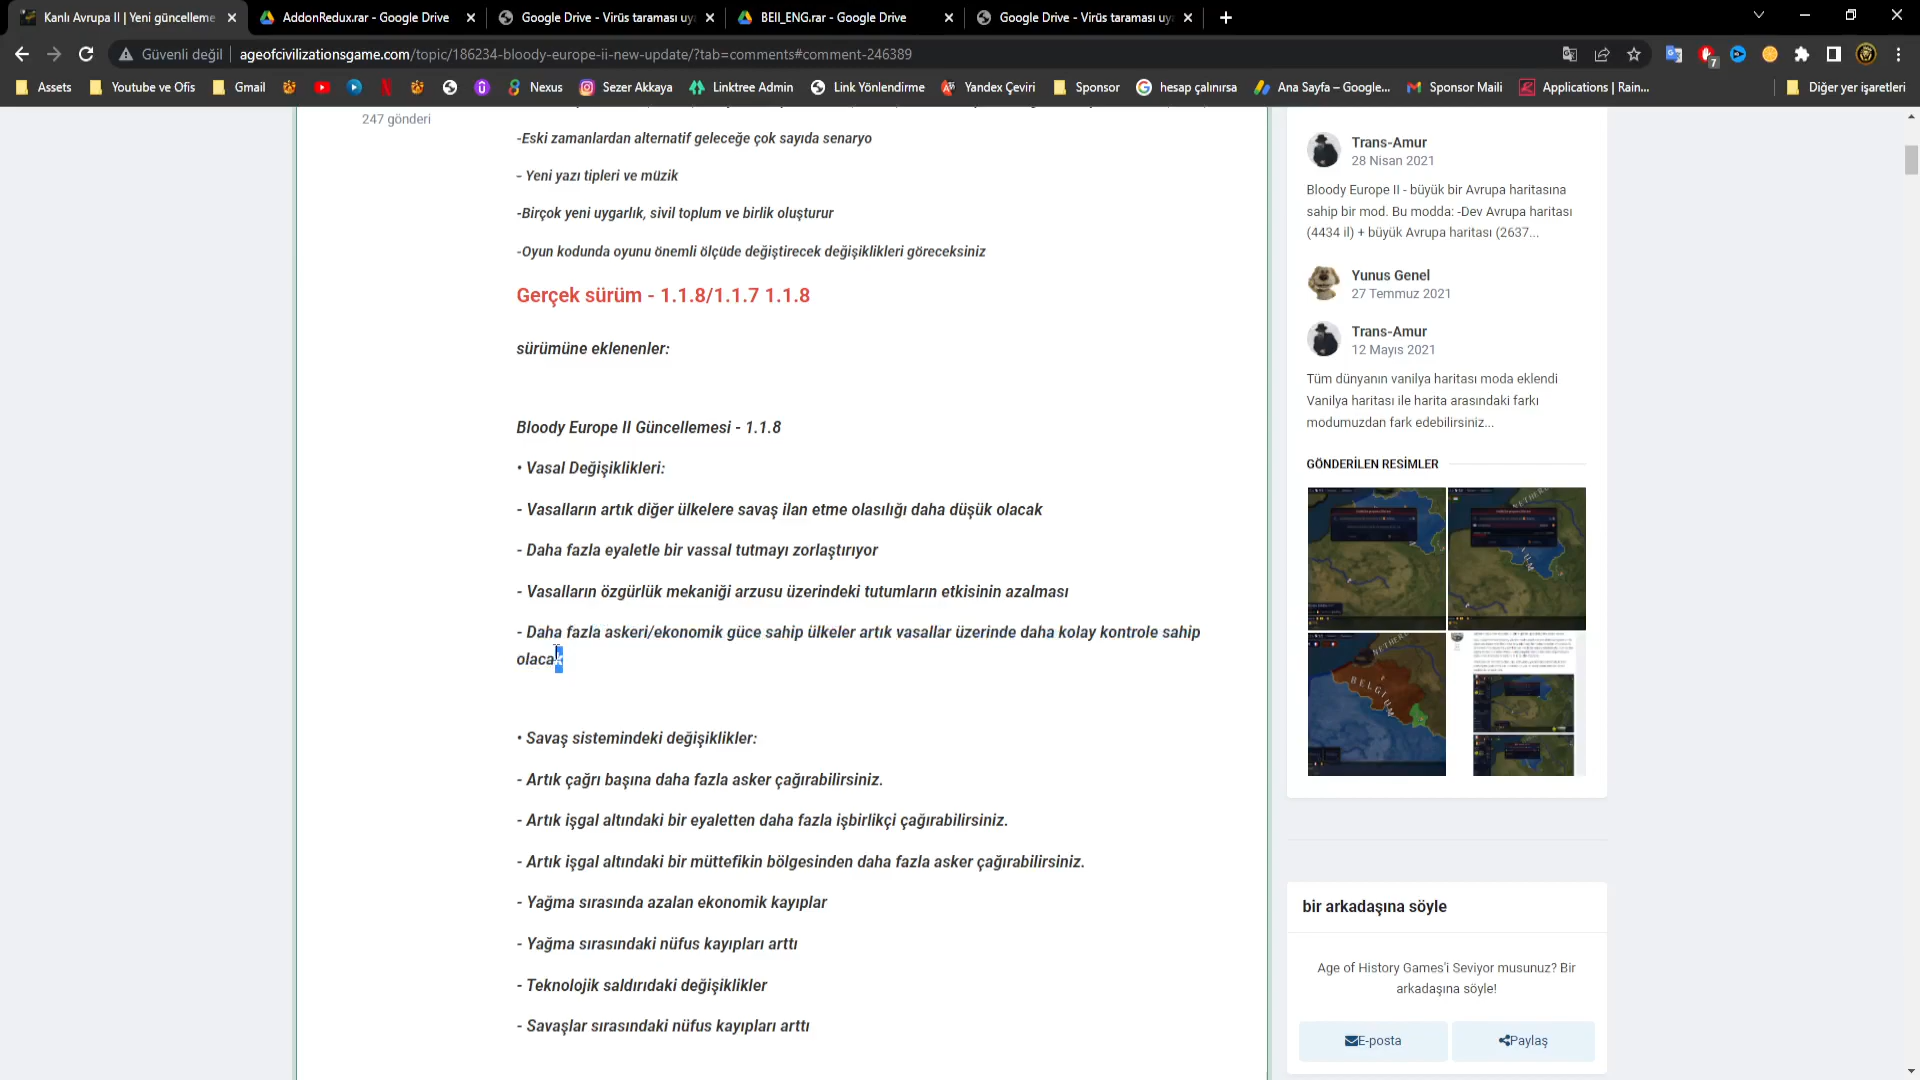 Kanlı Avrupa II | Yeni güncelleme
AddonRedux.rar - Google Drive
Google Drive - Virüs taraması uy
BEII_ENG.rar - Google Drive
Google Drive - Virüs taraması uy
Güvenli değil
ageofcivilizationsgame.com/topic/186234-bloody-europe-ii-new-update/?tab=comments#comment-246389
7
Assets
Youtube ve Ofis
Gmail
Nexus
Sezer Akkaya
Linktree Admin
Link Yönlendirme
Yandex Çeviri
Sponsor
hesap çalınırsa
Ana Sayfa – Google...
Sponsor Maili
Applications | Rain...
Diğer yer işaretleri
247 gönderi
-Eski zamanlardan alternatif geleceğe çok sayıda senaryo
- Yeni yazı tipleri ve müzik
-Birçok yeni uygarlık, sivil toplum ve birlik oluşturur
-Oyun kodunda oyunu önemli ölçüde değiştirecek değişiklikleri göreceksiniz
Gerçek sürüm - 1.1.8/1.1.7 1.1.8
sürümüne eklenenler:
Bloody Europe II Güncellemesi - 1.1.8
• Vasal Değişiklikleri:
- Vasalların artık diğer ülkelere savaş ilan etme olasılığı daha düşük olacak
- Daha fazla eyaletle bir vassal tutmayı zorlaştırıyor
- Vasalların özgürlük mekaniği arzusu üzerindeki tutumların etkisinin azalması
- Daha fazla askeri/ekonomik güce sahip ülkeler artık vasallar üzerinde daha kolay kontrole sahip
olacak
• Savaş sistemindeki değişiklikler:
- Artık çağrı başına daha fazla asker çağırabilirsiniz.
- Artık işgal altındaki bir eyaletten daha fazla işbirlikçi çağırabilirsiniz.
- Artık işgal altındaki bir müttefikin bölgesinden daha fazla asker çağırabilirsiniz.
- Yağma sırasında azalan ekonomik kayıplar
- Yağma sırasındaki nüfus kayıpları arttı
- Teknolojik saldırıdaki değişiklikler
- Savaşlar sırasındaki nüfus kayıpları arttı
Trans-Amur
28 Nisan 2021
Bloody Europe II - büyük bir Avrupa haritasına
sahip bir mod. Bu modda: -Dev Avrupa haritası
(4434 il) + büyük Avrupa haritası (2637...
Yunus Genel
27 Temmuz 2021
Trans-Amur
12 Mayıs 2021
Tüm dünyanın vanilya haritası moda eklendi
Vanilya haritası ile harita arasındaki farkı
modumuzdan fark edebilirsiniz...
GÖNDERİLEN RESİMLER
BELGIUM
bir arkadaşına söyle
Age of History Games'i Seviyor musunuz? Bir
arkadaşına söyle!
E-posta
Paylaş